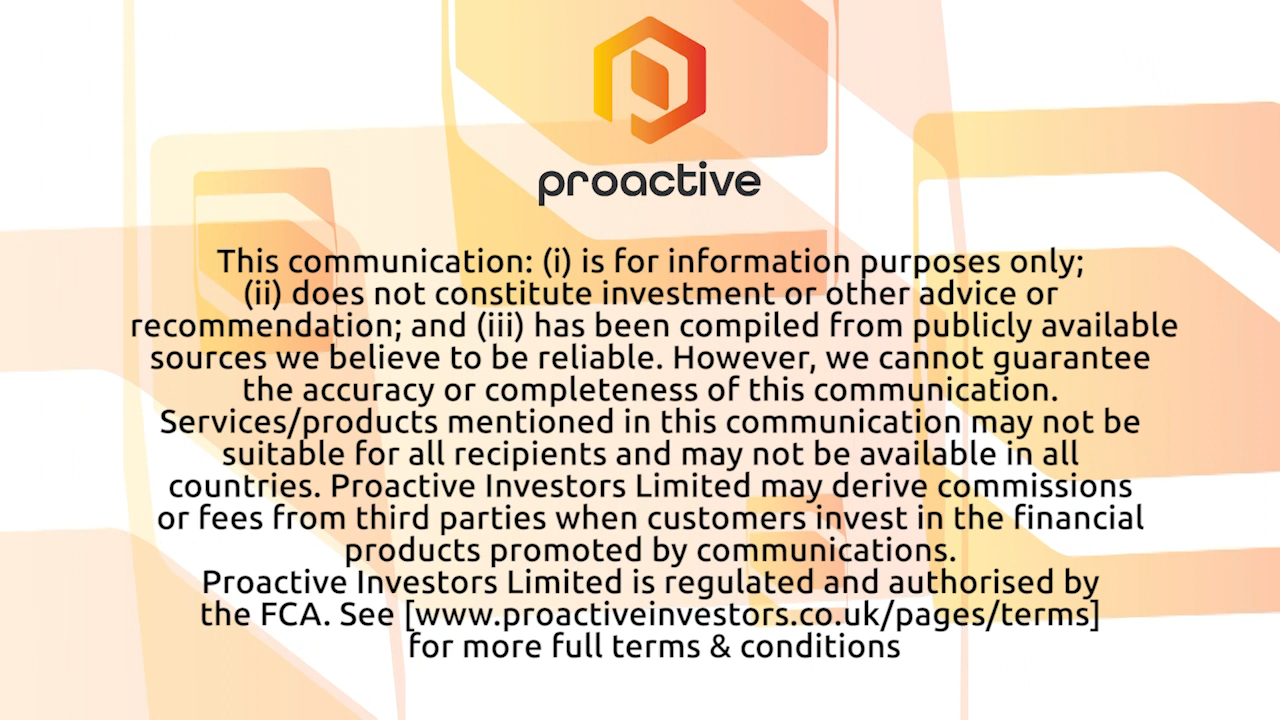 proactive
This communication: (i) is for information purposes only;
(ii) does not constitute investment or other advice or
recommendation; and (iii) has been compiled from publicly available
sources we believe to be reliable. However, we cannot guarantee
the accuracy or completeness of this communication.
Services/products mentioned in this communication may not be
suitable for all recipients and may not be available in all
countries. Proactive Investors Limited may derive commissions
or fees from third parties when customers invest in the financial
products promoted by communications.
Proactive Investors Limited is regulated and authorised by
the FCA. See [www.proactiveinvestors.co.uk/pages/terms]
for more full terms & conditions